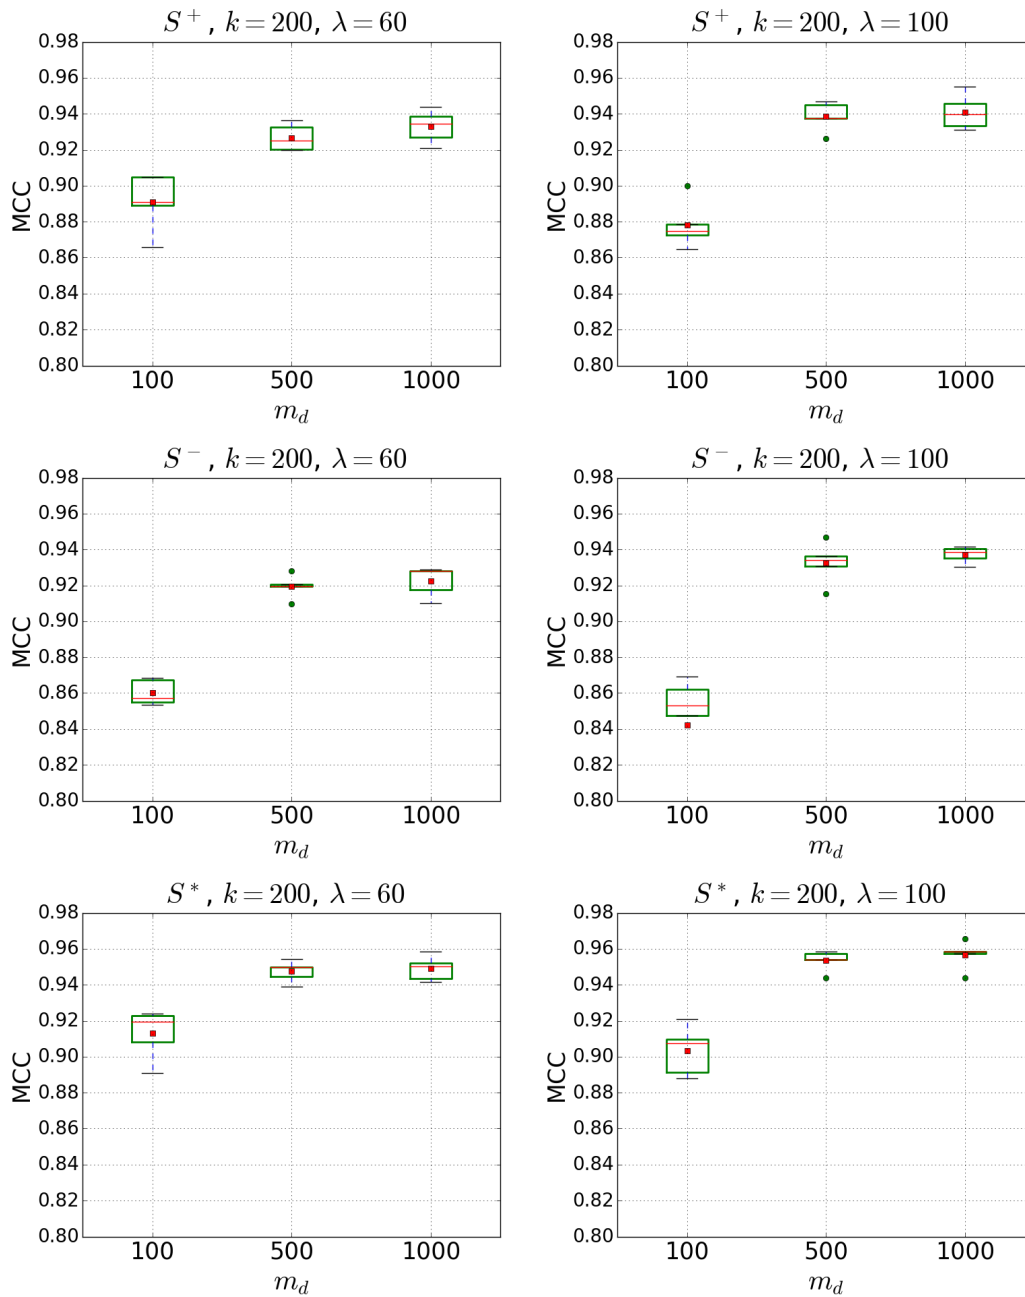 S⁺, k = 200, λ = 60
0.98
0.96
0.94
0.92
0.90
0.88
0.86
0.84
0.82
0.80
MCC
100 500 1000
m_d
S⁺, k = 200, λ = 100
0.98
0.96
0.94
0.92
0.90
0.88
0.86
0.84
0.82
0.80
MCC
100 500 1000
m_d
S⁻, k = 200, λ = 60
0.98
0.96
0.94
0.92
0.90
0.88
0.86
0.84
0.82
0.80
MCC
100 500 1000
m_d
S⁻, k = 200, λ = 100
0.98
0.96
0.94
0.92
0.90
0.88
0.86
0.84
0.82
0.80
MCC
100 500 1000
m_d
S*, k = 200, λ = 60
0.98
0.96
0.94
0.92
0.90
0.88
0.86
0.84
0.82
0.80
MCC
100 500 1000
m_d
S*, k = 200, λ = 100
0.98
0.96
0.94
0.92
0.90
0.88
0.86
0.84
0.82
0.80
MCC
100 500 1000
m_d